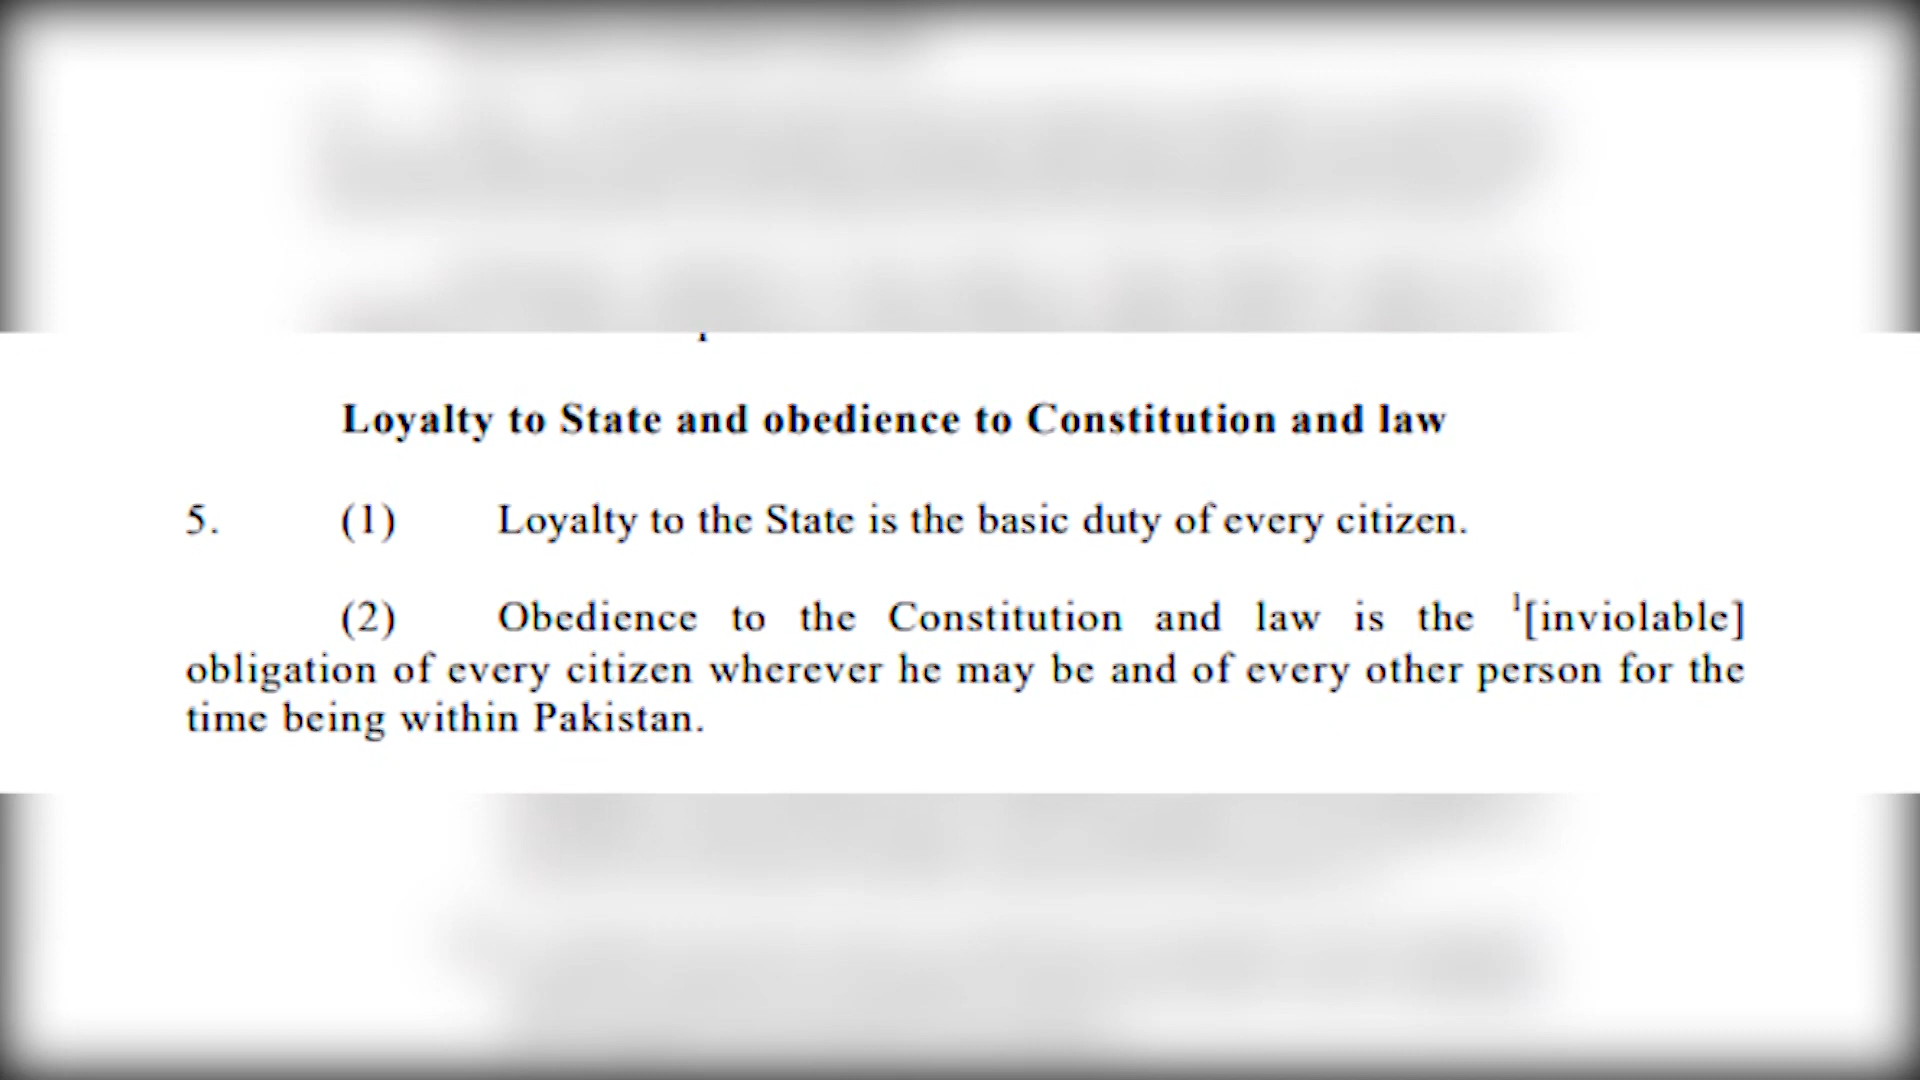 Loyalty to State and obedience to Constitution and law
5. (1) Loyalty to the State is the basic duty of every citizen.
(2) Obedience to the Constitution and law is the ¹[inviolable]
obligation of every citizen wherever he may be and of every other person for the
time being within Pakistan.